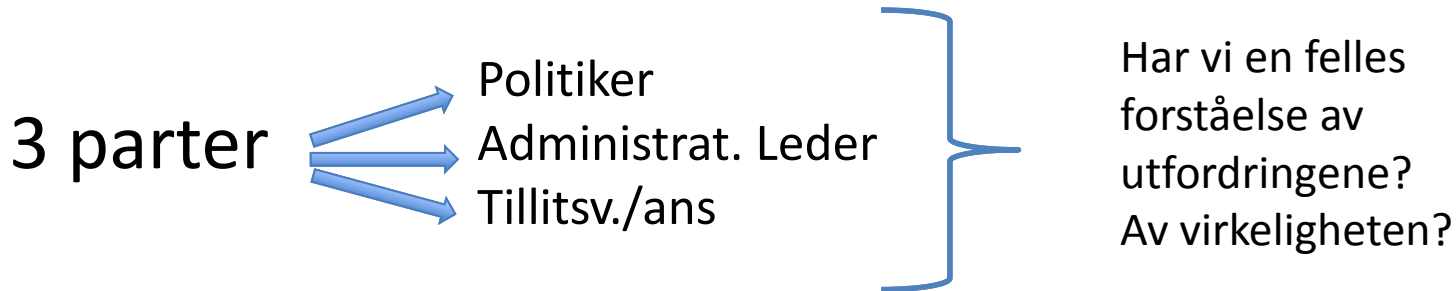 3 parter
Politiker
Administrat. Leder
Tillitsv./ans
Har vi en felles
forståelse av
utfordringene?
Av virkeligheten?